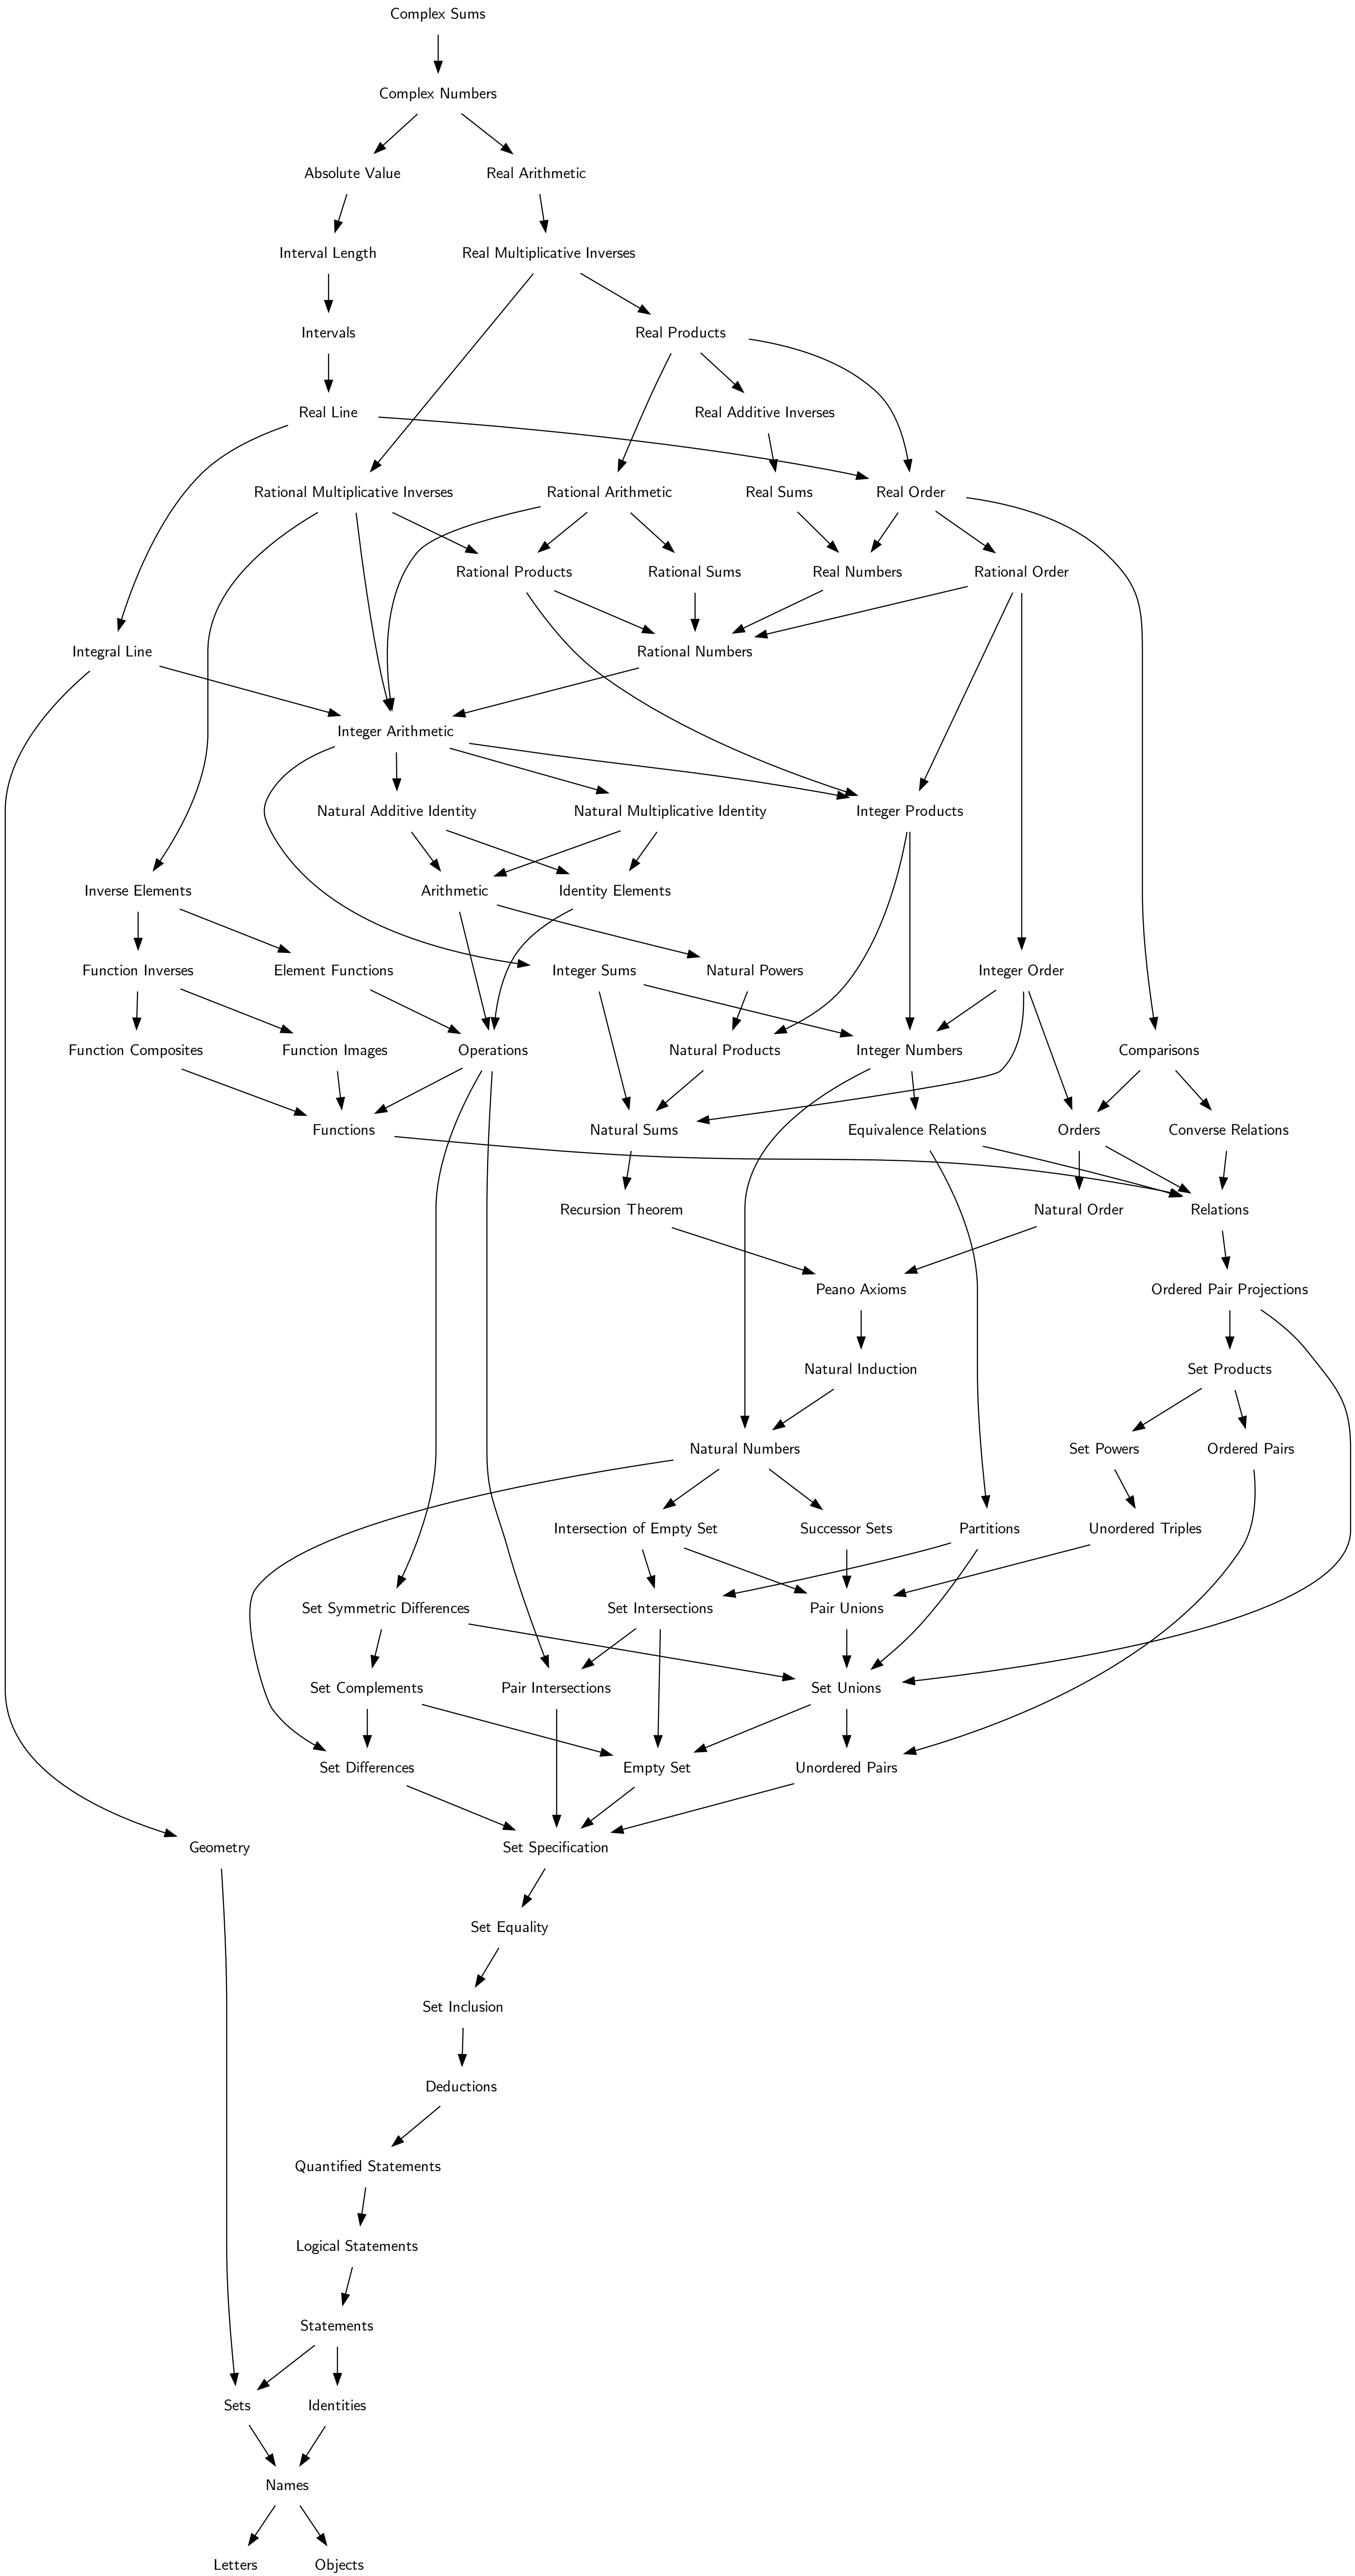 Complex Sums
Complex Numbers
Absolute Value
Real Arithmetic
Interval Length
Real Multiplicative Inverses
Intervals
Real Products
Real Line
Real Additive Inverses
Rational Multiplicative Inverses
Rational Arithmetic
Real Sums
Real Order
Rational Products
Rational Sums
Real Numbers
Rational Order
Integral Line
Rational Numbers
Integer Arithmetic
Natural Additive Identity
Natural Multiplicative Identity
Integer Products
Inverse Elements
Arithmetic
Identity Elements
Function Inverses
Element Functions
Integer Sums
Natural Powers
Integer Order
Function Composites
Function Images
Operations
Natural Products
Integer Numbers
Comparisons
Functions
Natural Sums
Equivalence Relations
Orders
Converse Relations
Recursion Theorem
Natural Order
Relations
Peano Axioms
Ordered Pair Projections
Natural Induction
Set Products
Natural Numbers
Set Powers
Ordered Pairs
Intersection of Empty Set
Successor Sets
Partitions
Unordered Triples
Set Symmetric Differences
Set Intersections
Pair Unions
Set Complements
Pair Intersections
Set Unions
Set Differences
Empty Set
Unordered Pairs
Geometry
Set Specification
Set Equality
Set Inclusion
Deductions
Quantified Statements
Logical Statements
Statements
Sets
Identities
Names
Letters
Objects